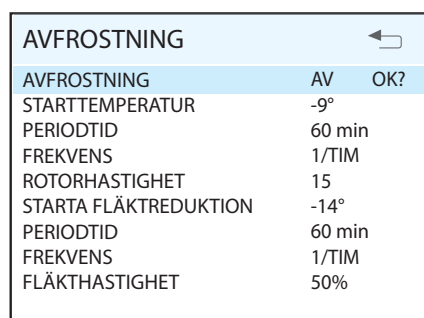 AVFROSTNING
AVFROSTNING AV OK?
STARTTEMPERATUR -9°
PERIODTID 60 min
FREKVENS 1/TIM
ROTORHASTIGHET 15
STARTA FLÄKTREDUKTION -14°
PERIODTID 60 min
FREKVENS 1/TIM
FLÄKTHASTIGHET 50%